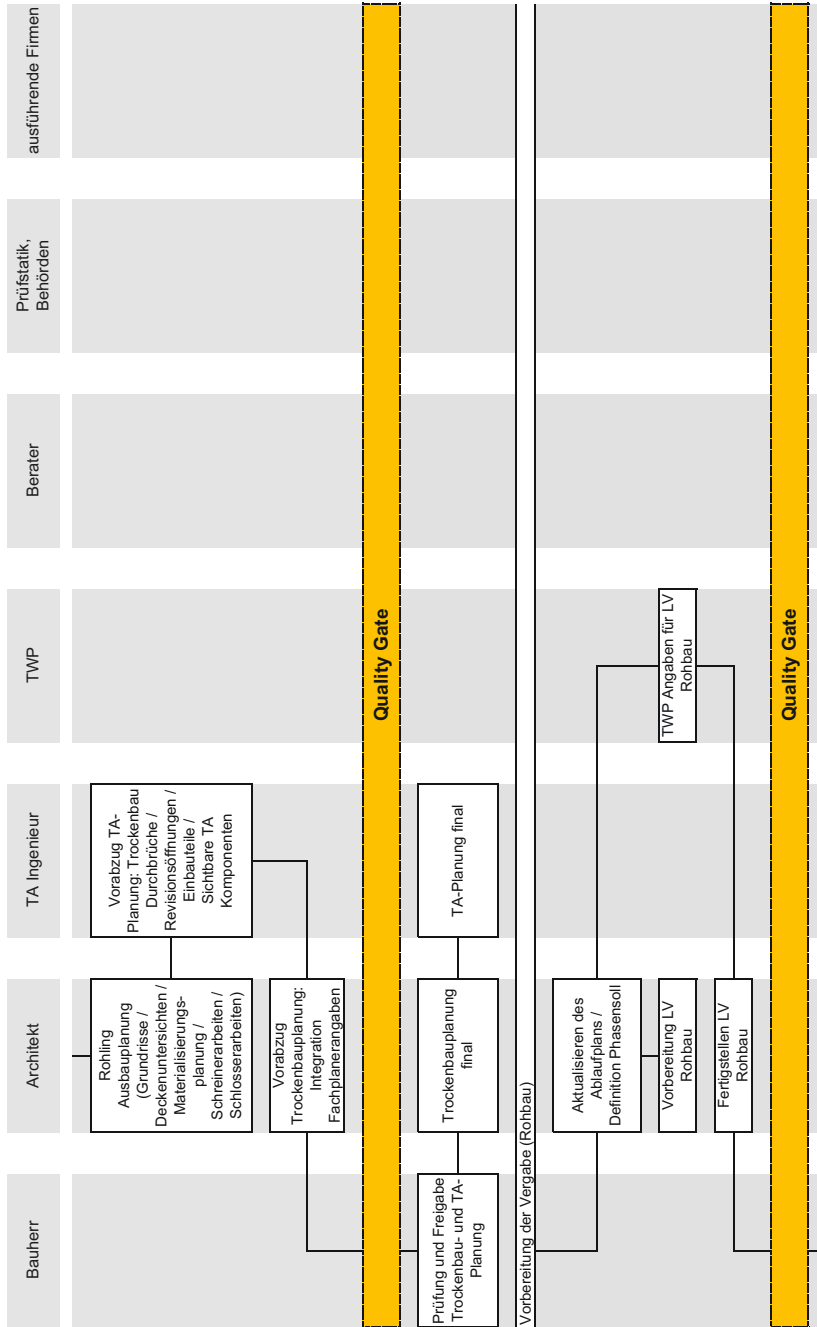 Bauherr
Architekt
TA Ingenieur
TWP
Berater
Prüfstatik,
Behörden
ausführende Firmen
Rohling
Ausbauplanung
(Grundrisse /
Deckenuntersichten /
Materialisierungs-
planung /
Schreinerarbeiten /
Schlosserarbeiten)
Vorabzug TA-
Planung: Trockenbau
Durchbrüche /
Revisionsöffnungen /
Einbauteile /
Sichtbare TA
Komponenten
Vorabzug
Trockenbauplanung:
Integration
Fachplanerangaben
Quality Gate
Prüfung und Freigabe
Trockenbau- und TA-
Planung
Trockenbauplanung
final
TA-Planung final
Vorbereitung der Vergabe (Rohbau)
Aktualisieren des
Ablaufplans /
Definition Phasensoll
Vorbereitung LV
Rohbau
TWP Angaben für LV
Rohbau
Fertigstellen LV
Rohbau
Quality Gate